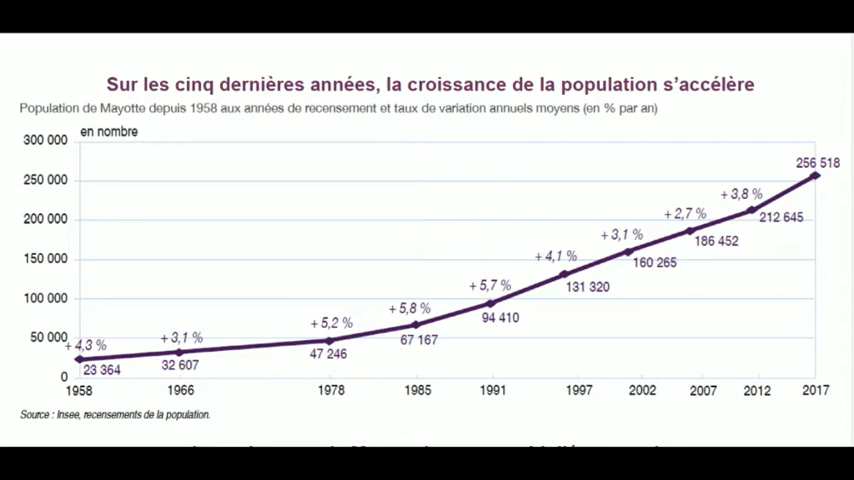 Sur les cinq dernières années, la croissance de la population s'accélère
Population de Mayotte depuis 1958 aux années de recensement et taux de variation annuels moyens (en % par an)
en nombre
300 000
250 000
200 000
150 000
100 000
50 000
0
+ 4,3 %
+ 3,1 %
+ 5,2 %
+ 5,8 %
+ 5,7 %
+ 4,1 %
+ 3,1 %
+ 2,7 %
+ 3,8 %
23 364
32 607
47 246
67 167
94 410
131 320
160 265
186 452
212 645
256 518
1958 1966 1978 1985 1991 1997 2002 2007 2012 2017
Source : Insee, recensements de la population.